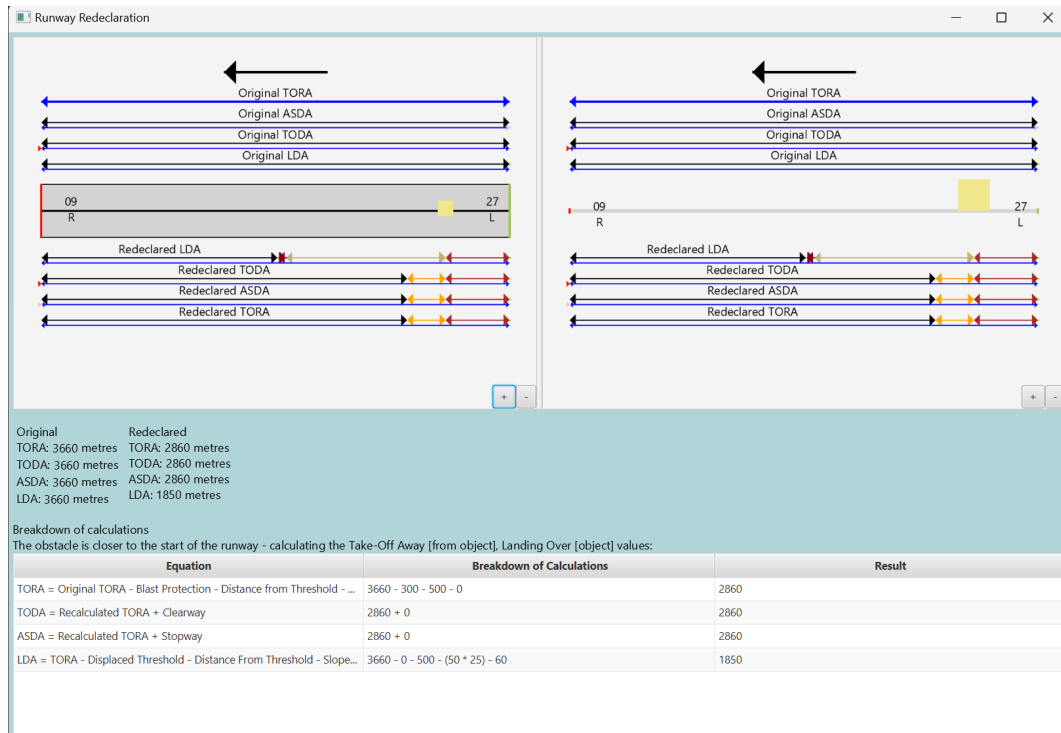 Runway Redeclaration
Original TORA
Original ASDA
Original TODA
Original LDA
09
R
27
L
Redeclared LDA
Redeclared TODA
Redeclared ASDA
Redeclared TORA
+ -
Original TORA
Original ASDA
Original TODA
Original LDA
09
R
27
L
Redeclared LDA
Redeclared TODA
Redeclared ASDA
Redeclared TORA
+ -
Original Redeclared
TORA: 3660 metres TORA: 2860 metres
TODA: 3660 metres TODA: 2860 metres
ASDA: 3660 metres ASDA: 2860 metres
LDA: 3660 metres LDA: 1850 metres
Breakdown of calculations
The obstacle is closer to the start of the runway - calculating the Take-Off Away [from object], Landing Over [object] values:
Equation Breakdown of Calculations Result
TORA = Original TORA - Blast Protection - Distance from Threshold - ... 3660 - 300 - 500 - 0 2860
TODA = Recalculated TORA + Clearway 2860 + 0 2860
ASDA = Recalculated TORA + Stopway 2860 + 0 2860
LDA = TORA - Displaced Threshold - Distance From Threshold - Slope... 3660 - 0 - 500 - (50 * 25) - 60 1850